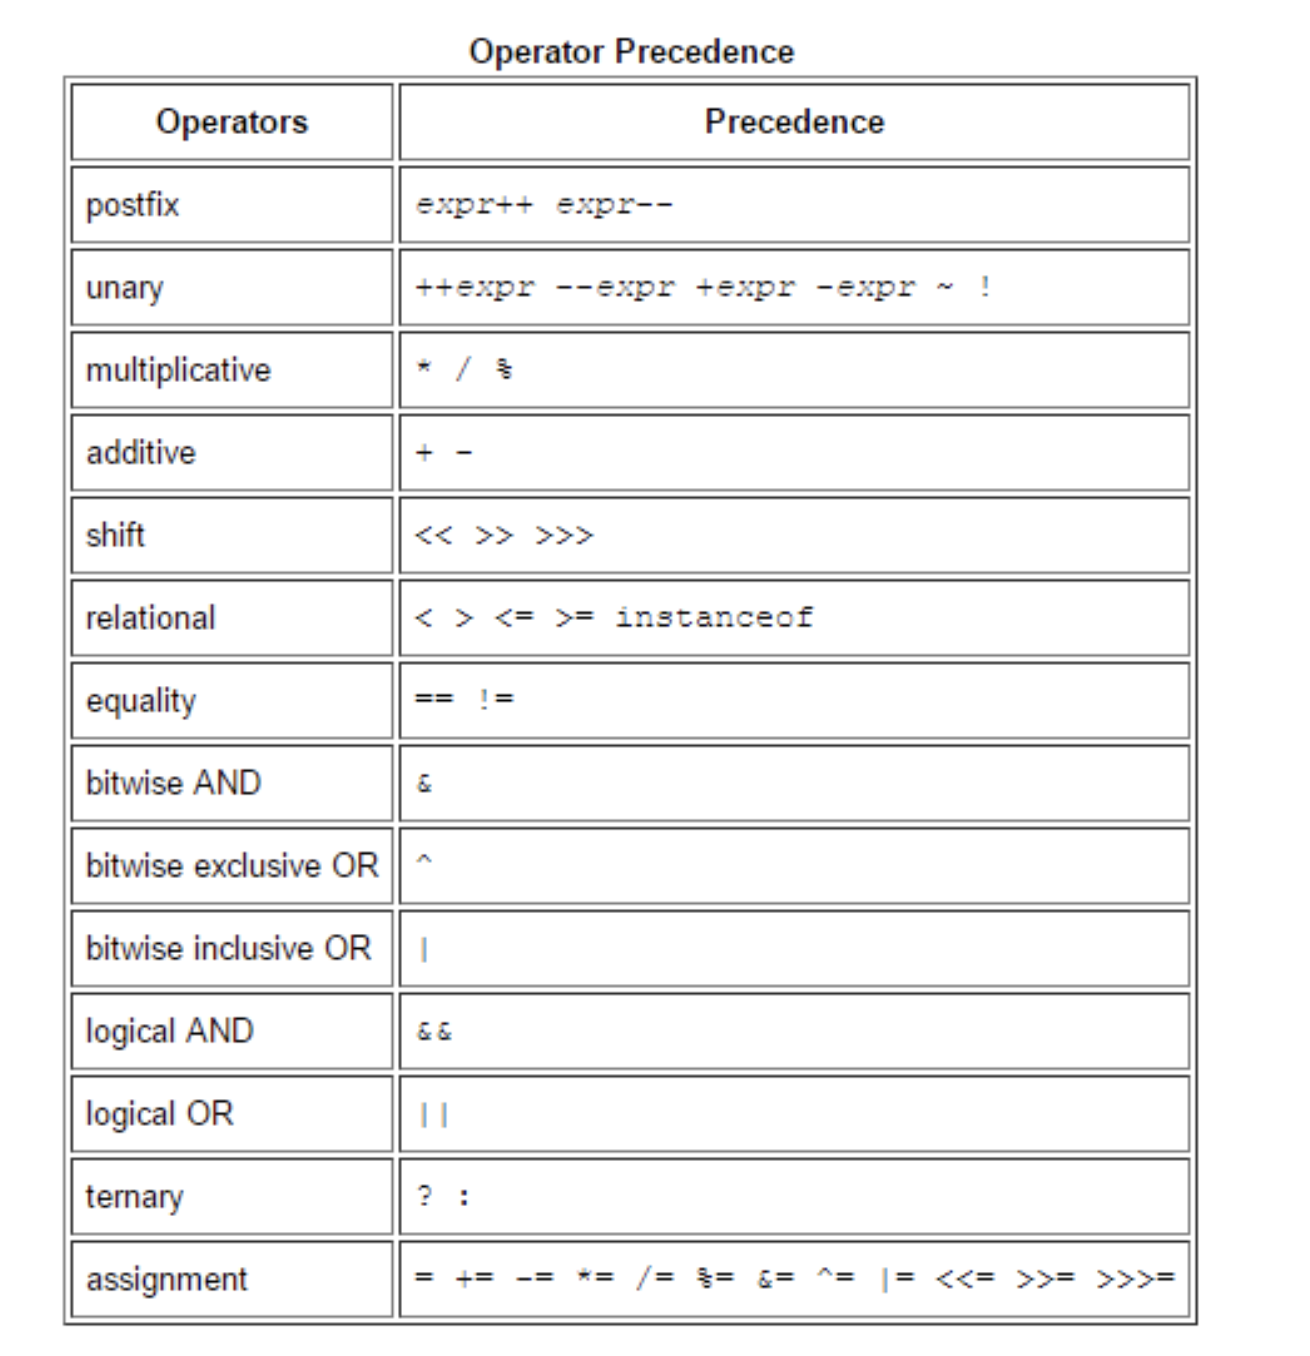 Operator Precedence
Operators Precedence
postfix expr++ expr--
unary ++expr --expr +expr -expr ~ !
multiplicative * / %
additive + -
shift << >> >>>
relational < > <= >= instanceof
equality == !=
bitwise AND &
bitwise exclusive OR ^
bitwise inclusive OR |
logical AND &&
logical OR ||
ternary ? :
assignment = += -= *= /= %= &= ^= |= <<= >>= >>>=